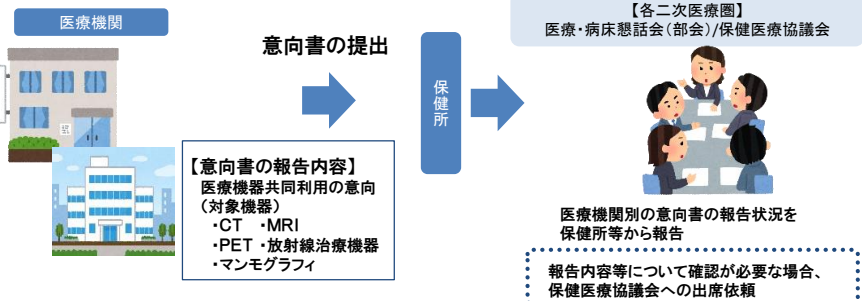 医療機関
意向書の提出
【意向書の報告内容】
医療機器共同利用の意向
（対象機器）
・CT ・MRI
・PET ・放射線治療機器
・マンモグラフィ
保健所
【各二次医療圏】
医療・病床懇話会（部会）/保健医療協議会
医療機関別の意向書の報告状況を
保健所等から報告
報告内容等について確認が必要な場合、
保健医療協議会への出席依頼